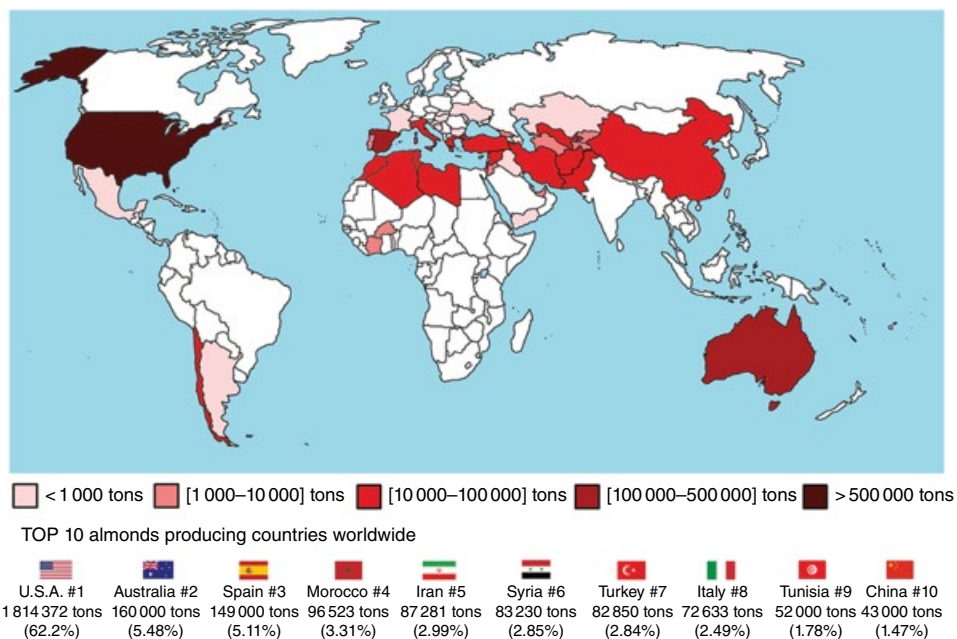 < 1 000 tons [1 000–10 000] tons [10 000–100 000] tons [100 000–500 000] tons > 500 000 tons
TOP 10 almonds producing countries worldwide
U.S.A. #1 Australia #2 Spain #3 Morocco #4 Iran #5 Syria #6 Turkey #7 Italy #8 Tunisia #9 China #10
1 814 372 tons 160 000 tons 149 000 tons 96 523 tons 87 281 tons 83 230 tons 82 850 tons 72 633 tons 52 000 tons 43 000 tons
(62.2%) (5.48%) (5.11%) (3.31%) (2.99%) (2.85%) (2.84%) (2.49%) (1.78%) (1.47%)